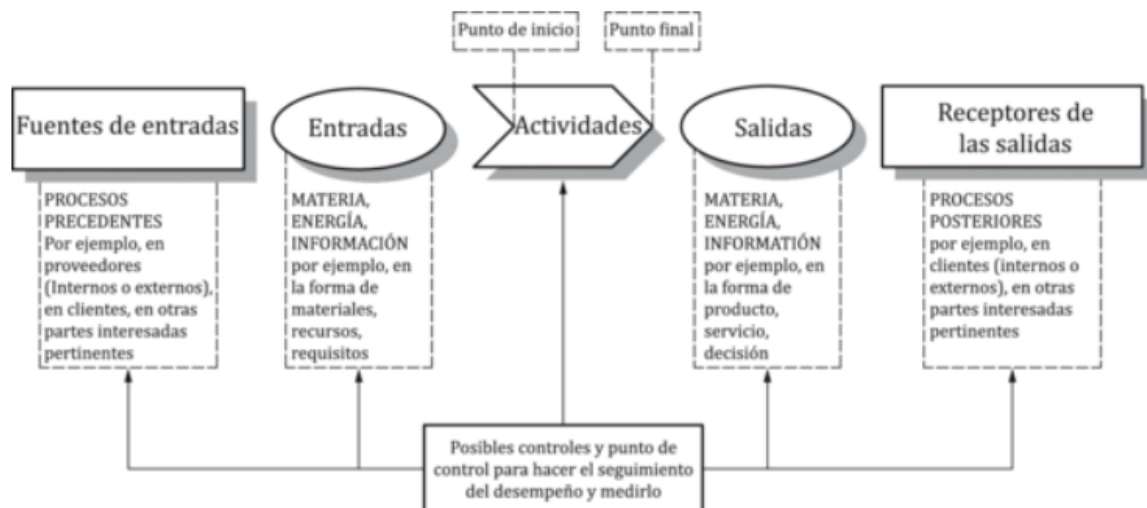 Punto de inicio
Punto final
Fuentes de entradas
Entradas
Actividades
Salidas
Receptores de
las salidas
PROCESOS
PRECEDENTES
Por ejemplo, en
proveedores
(Internos o externos),
en clientes, en otras
partes interesadas
pertinentes
MATERIA,
ENERGÍA,
INFORMACIÓN
por ejemplo, en
la forma de
materiales,
recursos,
requisitos
MATERIA,
ENERGÍA,
INFORMATIÓN
por ejemplo, en
la forma de
producto,
servicio,
decisión
PROCESOS
POSTERIORES
por ejemplo, en
clientes (internos o
externos), en otras
partes interesadas
pertinentes
Posibles controles y punto de
control para hacer el seguimiento
del desempeño y medirlo